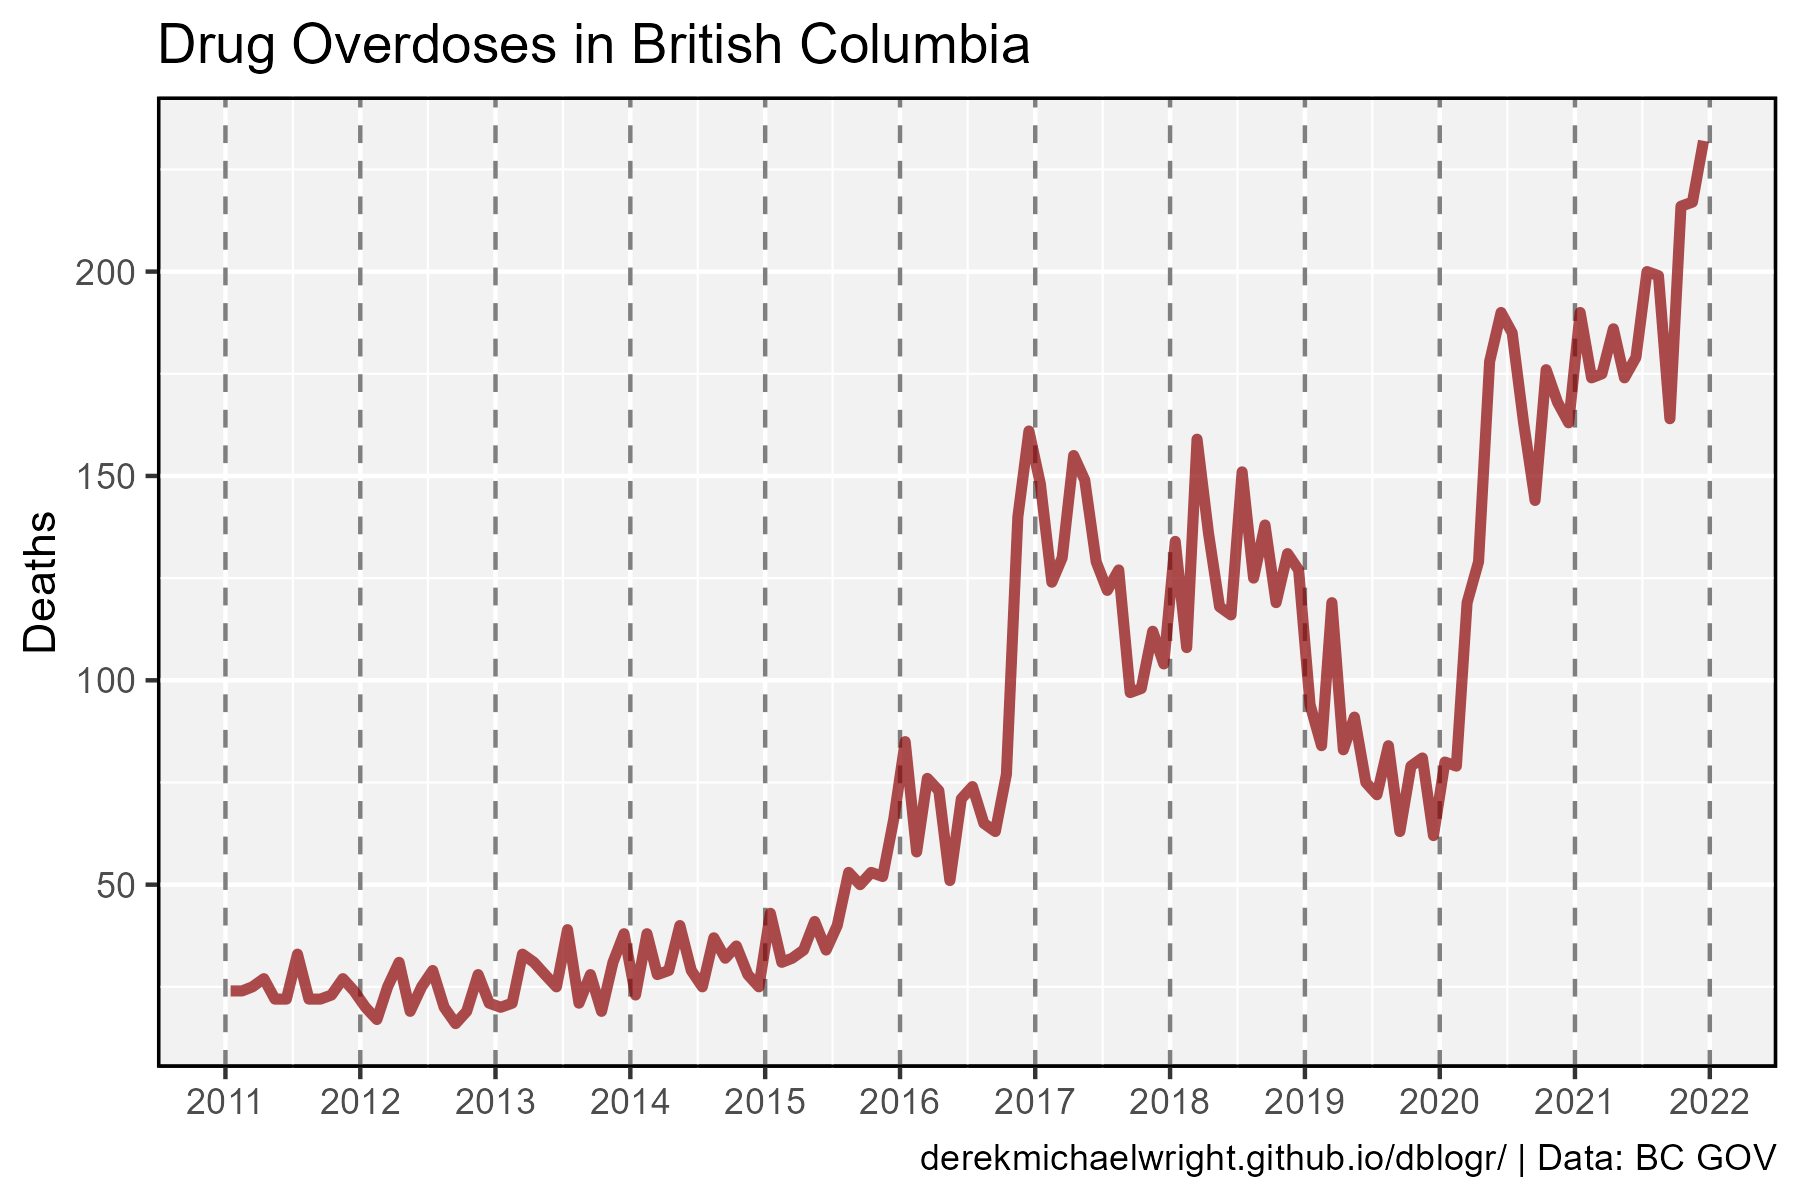 Drug Overdoses in British Columbia
Deaths
200
150
100
50
2011 2012 2013 2014 2015 2016 2017 2018 2019 2020 2021 2022
derekmichaelwright.github.io/dblogr/ | Data: BC GOV